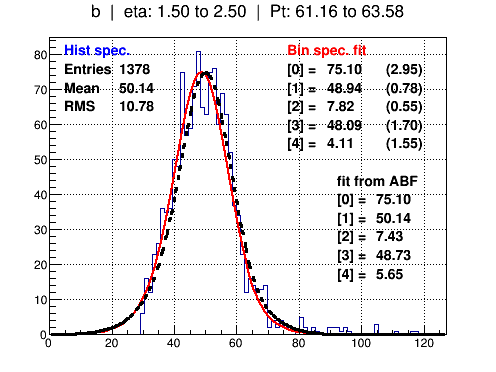 b | eta: 1.50 to 2.50 | Pt: 61.16 to 63.58
Hist spec.
Entries 1378
Mean 50.14
RMS 10.78
Bin spec. fit
[0] = 75.10 (2.95)
[1] = 48.94 (0.78)
[2] = 7.82 (0.55)
[3] = 48.09 (1.70)
[4] = 4.11 (1.55)
fit from ABF
[0] = 75.10
[1] = 50.14
[2] = 7.43
[3] = 48.73
[4] = 5.65
80
70
60
50
40
30
20
10
0
0 20 40 60 80 100 120